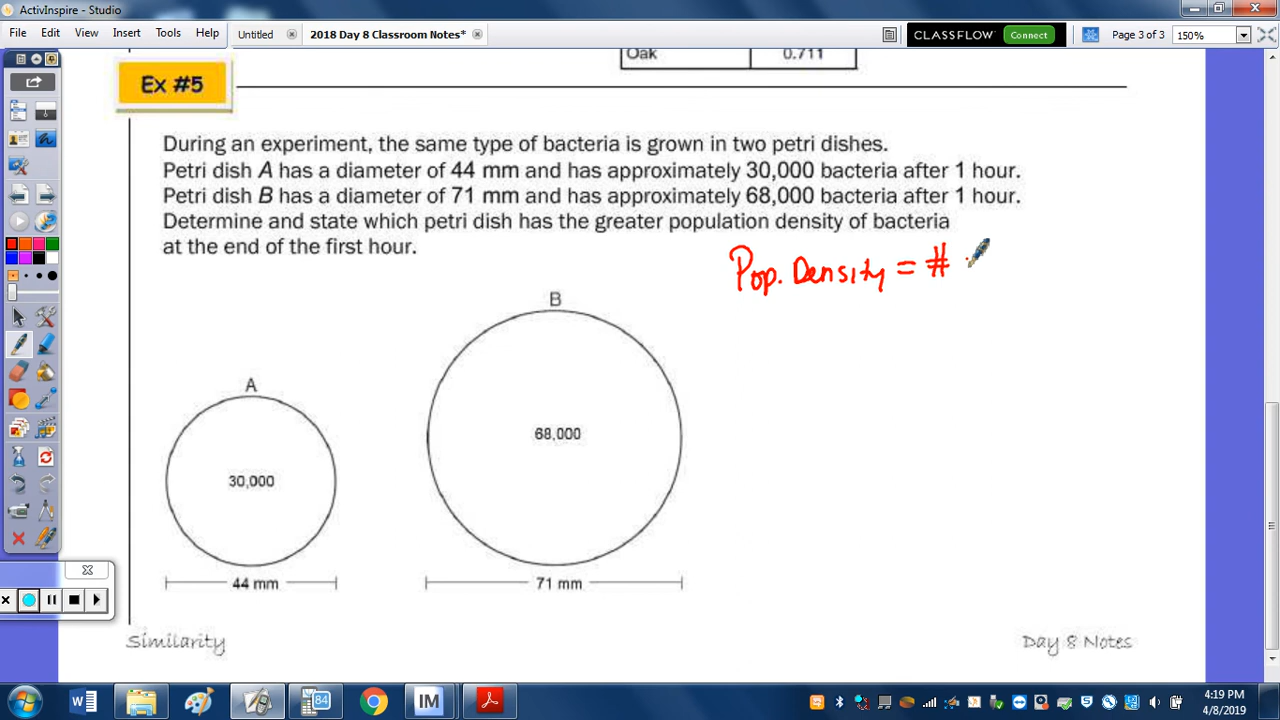 ActivInspire - Studio
File Edit View Insert Tools Help
Untitled
2018 Day 8 Classroom Notes*
CLASSFLOW Connect
Page 3 of 3
150%
Oak 0.711
Ex #5
During an experiment, the same type of bacteria is grown in two petri dishes.
Petri dish A has a diameter of 44 mm and has approximately 30,000 bacteria after 1 hour.
Petri dish B has a diameter of 71 mm and has approximately 68,000 bacteria after 1 hour.
Determine and state which petri dish has the greater population density of bacteria
at the end of the first hour.
Pop. Density = #
B
A
68,000
30,000
44 mm
71 mm
Similarity
Day 8 Notes
84
IM
4:19 PM
4/8/2019